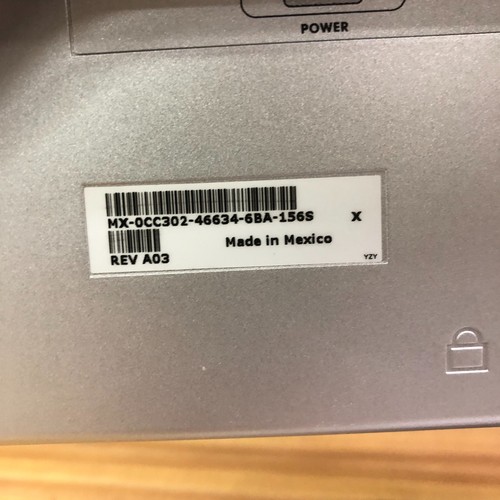 POWER
MX-0CC302-46634-6BA-156S X
Made in Mexico
REV A03
YZY